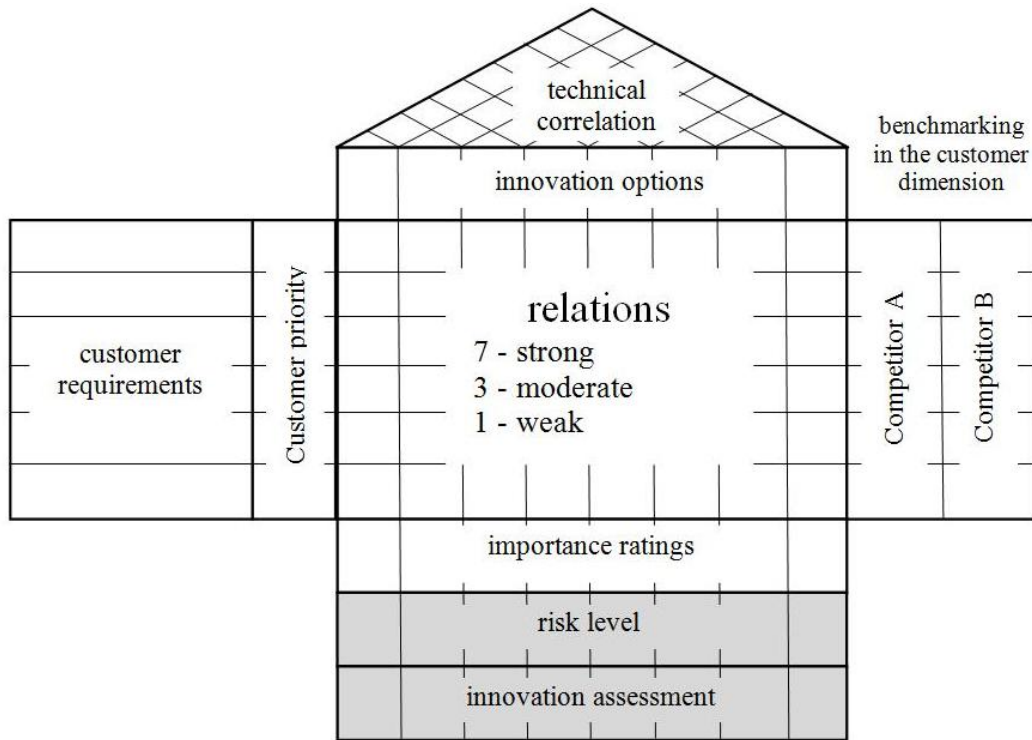 technical
correlation
benchmarking
in the customer
dimension
innovation options
customer
requirements
Customer priority
relations
7 - strong
3 - moderate
1 - weak
Competitor A
Competitor B
importance ratings
risk level
innovation assessment